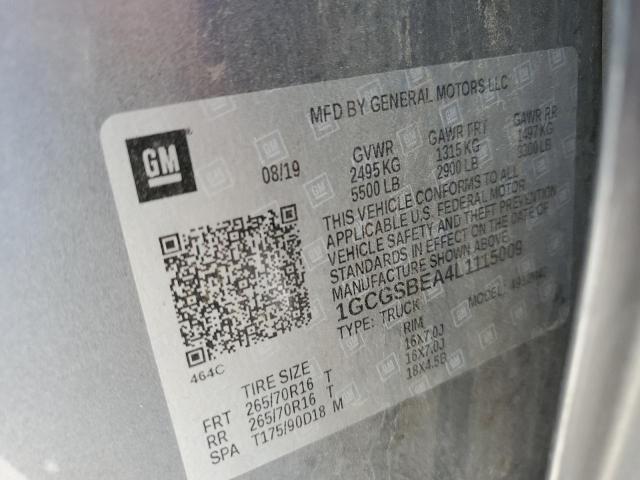 MFD BY GENERAL MOTORS LLC
GM
08/19
GVWR GAWR FRT GAWR RR
2495 KG 1315 KG 1497 KG
5500 LB 2900 LB 3300 LB
THIS VEHICLE CONFORMS TO ALL
APPLICABLE U.S. FEDERAL MOTOR
VEHICLE SAFETY AND THEFT PREVENTION
STANDARDS IN EFFECT ON THE DATE OF
MANUFACTURE SHOWN ABOVE.
1GCGSBEA4L1115009
TYPE: TRUCK MODEL:
464C
TIRE SIZE RIM
FRT 265/70R16 T 16X7.0J
RR 265/70R16 T 16X7.0J
SPA T175/90D18 M 18X4.5B